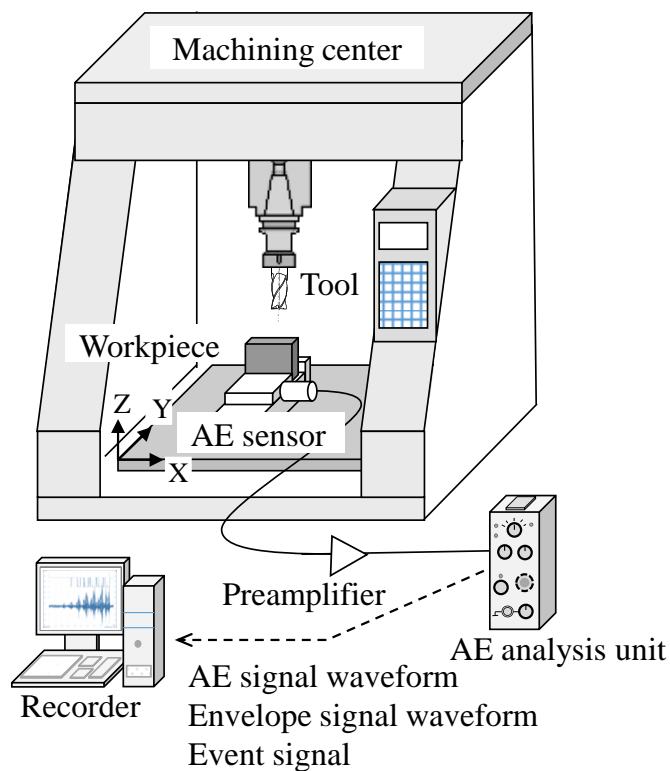 Machining center
Tool
Workpiece
Z
Y
AE sensor
X
Preamplifier
AE analysis unit
Recorder
AE signal waveform
Envelope signal waveform
Event signal